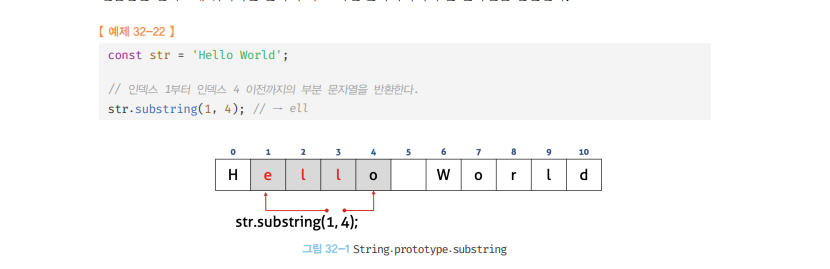 【 예제 32-22 】
const str = 'Hello World';
// 인덱스 1부터 인덱스 4 이전까지의 부분 문자열을 반환한다.
str.substring(1, 4); // → ell
0 1 2 3 4 5 6 7 8 9 10
H e l l o W o r l d
str.substring(1, 4);
그림 32-1 String.prototype.substring